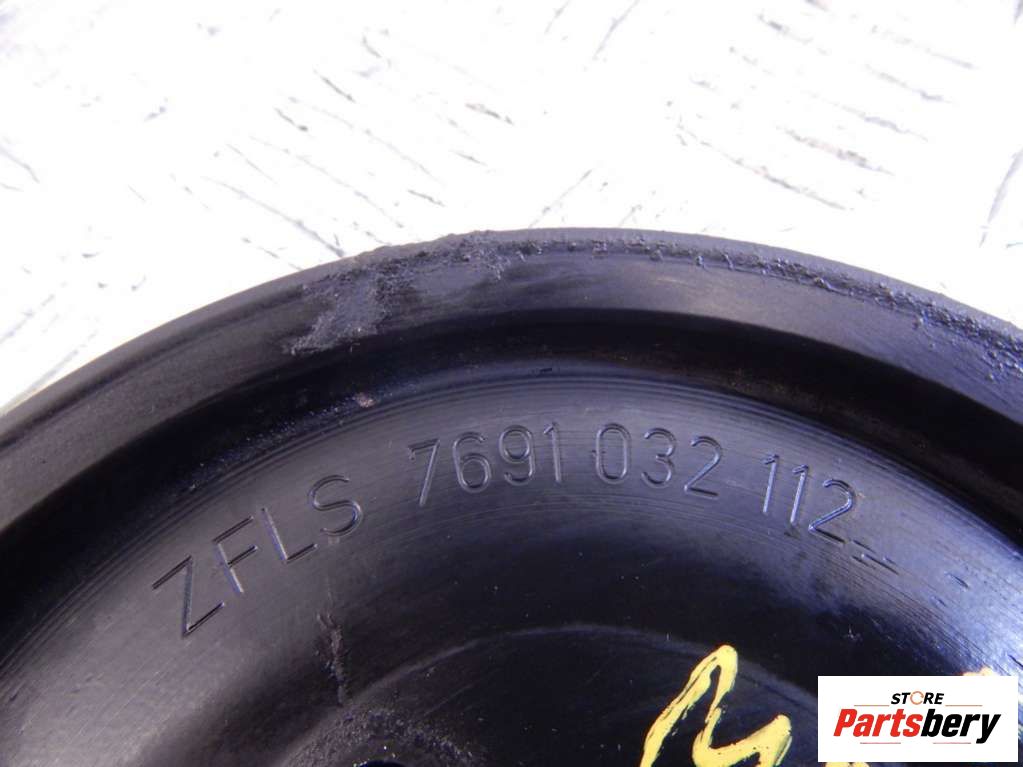 ZFLS 7691 032 112
STORE
Partsbery